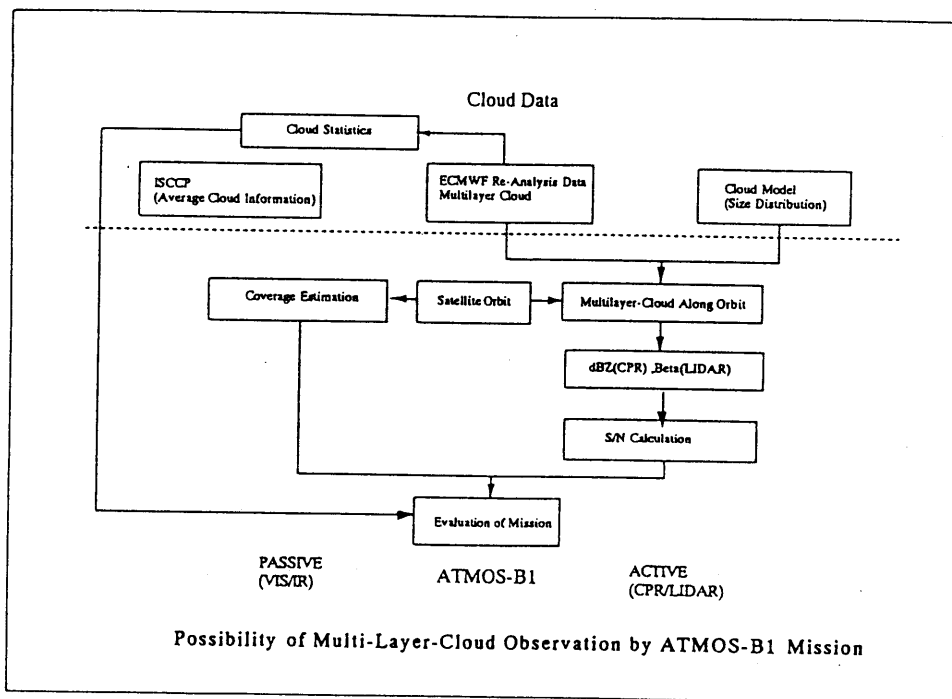 Cloud Data
Cloud Statistics
ISCCP
(Average Cloud Information)
ECMWF Re-Analysis Data
Multilayer Cloud
Cloud Model
(Size Distribution)
Coverage Estimation
Satellite Orbit
Multilayer-Cloud Along Orbit
dBZ(CPR) ,Beta(LIDAR)
S/N Calculation
Evaluation of Mission
PASSIVE
(VIS/IR)
ATMOS-B1
ACTIVE
(CPR/LIDAR)
Possibility of Multi-Layer-Cloud Observation by ATMOS-B1 Mission